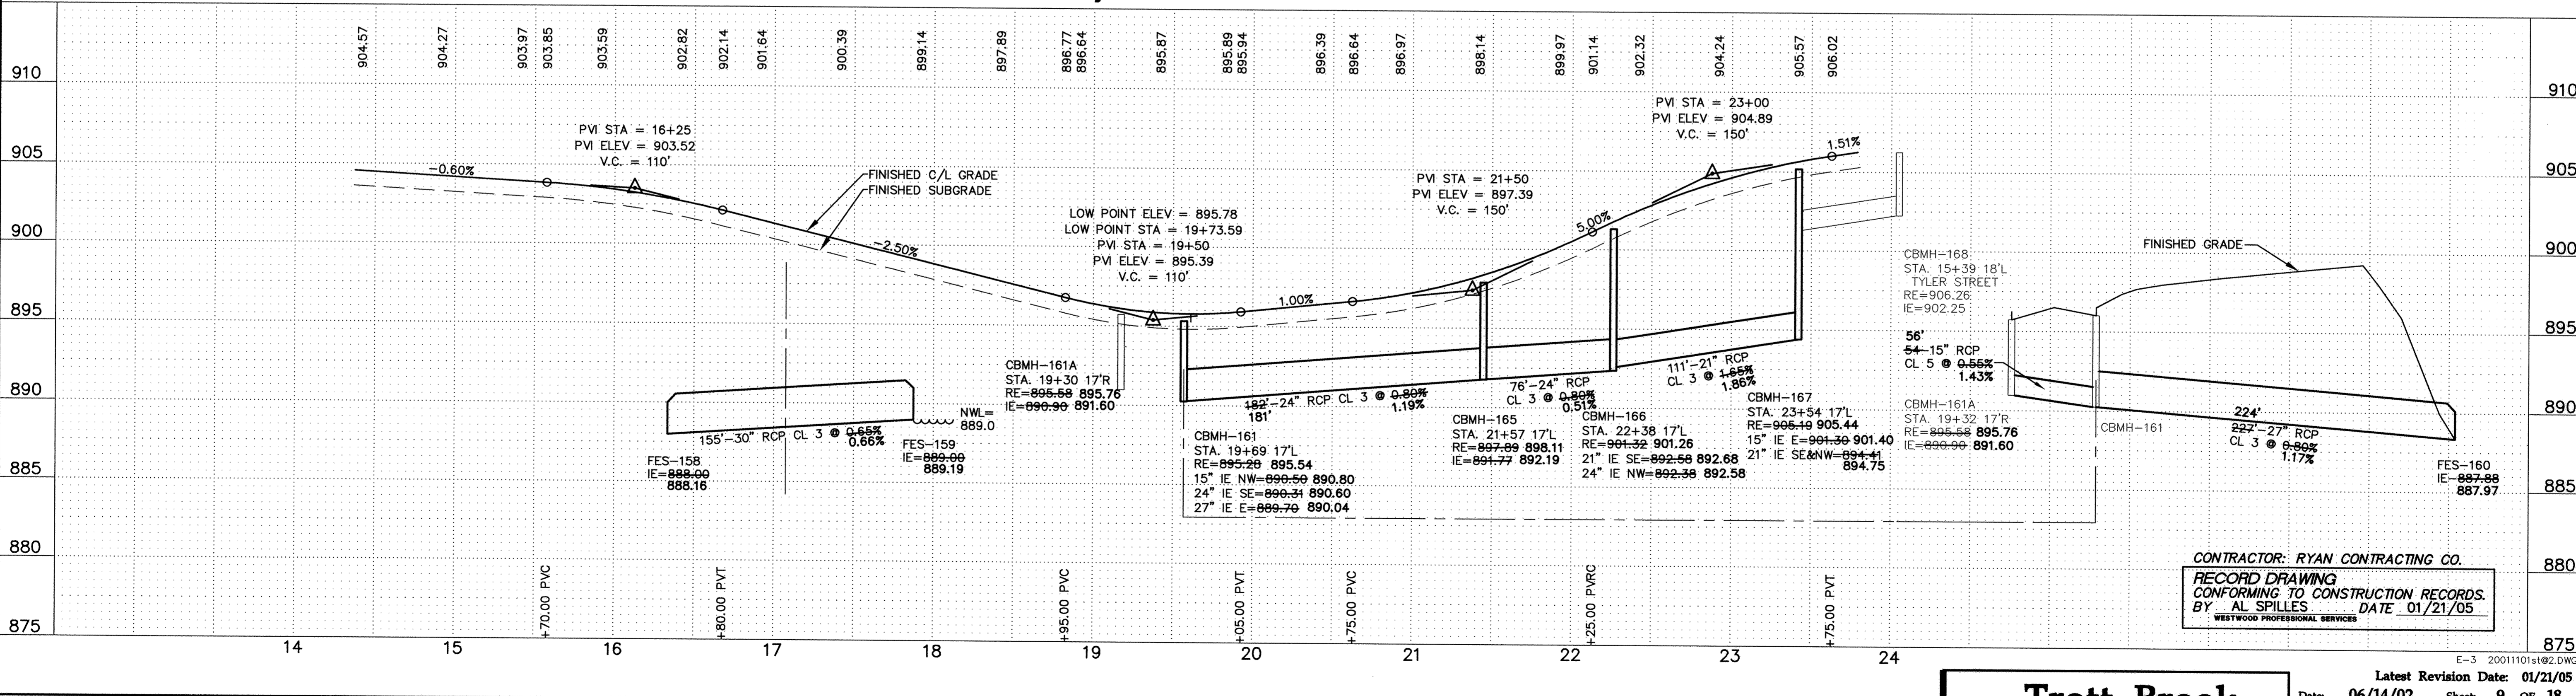 904.57
904.27
903.97
903.85
903.59
902.82
902.14
901.64
900.39
899.14
897.89
896.77
896.64
895.87
895.89
895.94
896.39
896.64
896.97
898.14
899.97
901.14
902.32
904.24
905.57
906.02
910
910
905
905
900
900
895
895
890
890
885
885
880
880
875
875
-0.60%
PVI STA = 16+25
PVI ELEV = 903.52
V.C. = 110'
FINISHED C/L GRADE
FINISHED SUBGRADE
-2.50%
LOW POINT ELEV = 895.78
LOW POINT STA = 19+73.59
PVI STA = 19+50
PVI ELEV = 895.39
V.C. = 110'
1.00%
PVI STA = 21+50
PVI ELEV = 897.39
V.C. = 150'
5.00%
PVI STA = 23+00
PVI ELEV = 904.89
V.C. = 150'
1.51%
155'-30" RCP CL 3 @ 0.65%
0.66%
FES-158
IE=888.00
888.16
NWL=
889.0
FES-159
IE=889.00
889.19
CBMH-161A
STA. 19+30 17'R
RE=895.58 895.76
IE=890.90 891.60
182'-24" RCP CL 3 @ 0.80%
181' 1.19%
CBMH-161
STA. 19+69 17'L
RE=895.28 895.54
15" IE NW=890.50 890.80
24" IE SE=890.31 890.60
27" IE E=889.70 890.04
76'-24" RCP
CL 3 @ 0.80%
0.51%
CBMH-165
STA. 21+57 17'L
RE=897.89 898.11
IE=891.77 892.19
111'-21" RCP
CL 3 @ 1.65%
1.86%
CBMH-166
STA. 22+38 17'L
RE=901.32 901.26
21" IE SE=892.58 892.68
24" IE NW=892.38 892.58
CBMH-167
STA. 23+54 17'L
RE=905.19 905.44
15" IE E=901.30 901.40
21" IE SE&NW=894.41
894.75
CBMH-168
STA. 15+39 18'L
TYLER STREET
RE=906.26
IE=902.25
56'
54-15" RCP
CL 5 @ 0.55%
1.43%
CBMH-161A
STA. 19+32 17'R
RE=895.58 895.76
IE=890.90 891.60
FINISHED GRADE
CBMH-161
224'
227'-27" RCP
CL 3 @ 0.80%
1.17%
FES-160
IE=887.88
887.97
+70.00 PVC
+80.00 PVT
+95.00 PVC
+05.00 PVT
+75.00 PVC
+25.00 PVRC
+75.00 PVT
14 15 16 17 18 19 20 21 22 23 24
CONTRACTOR: RYAN CONTRACTING CO.
RECORD DRAWING
CONFORMING TO CONSTRUCTION RECORDS.
BY AL SPILLES DATE 01/21/05
WESTWOOD PROFESSIONAL SERVICES
E-3 20011101st@2.DWG
Latest Revision Date: 01/21/05
Trott Brook
Date: 06/14/02 Sheet: 9 OF 18